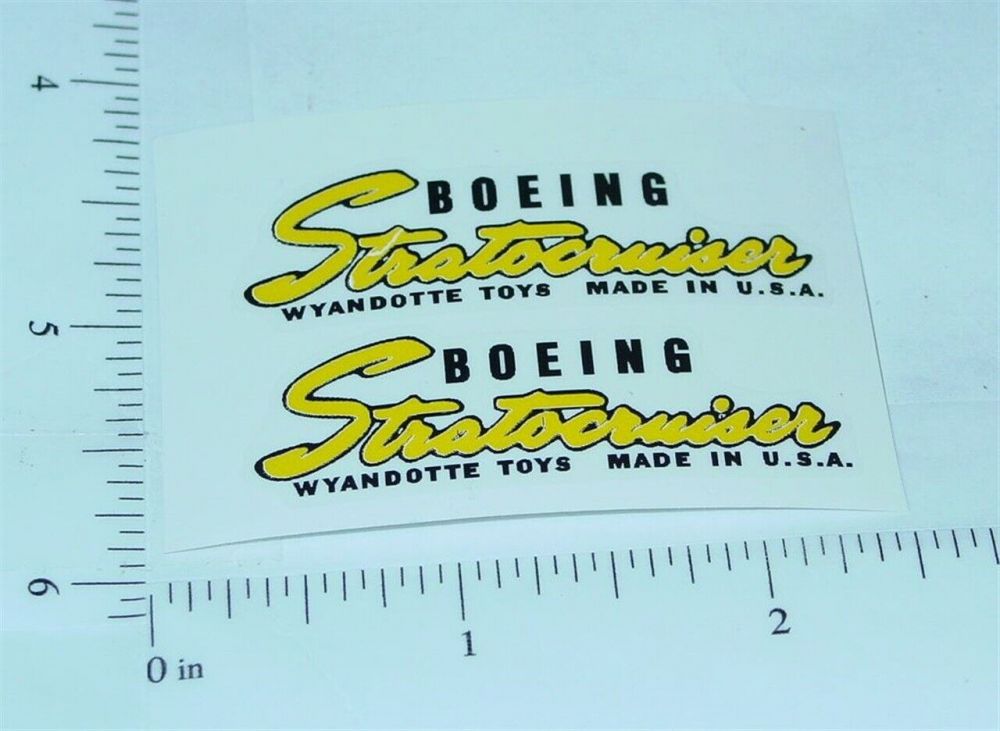 4
BOEING
Stratocruiser
WYANDOTTE TOYS MADE IN U.S.A.
5
BOEING
Stratocruiser
WYANDOTTE TOYS MADE IN U.S.A.
6
0 in 1 2